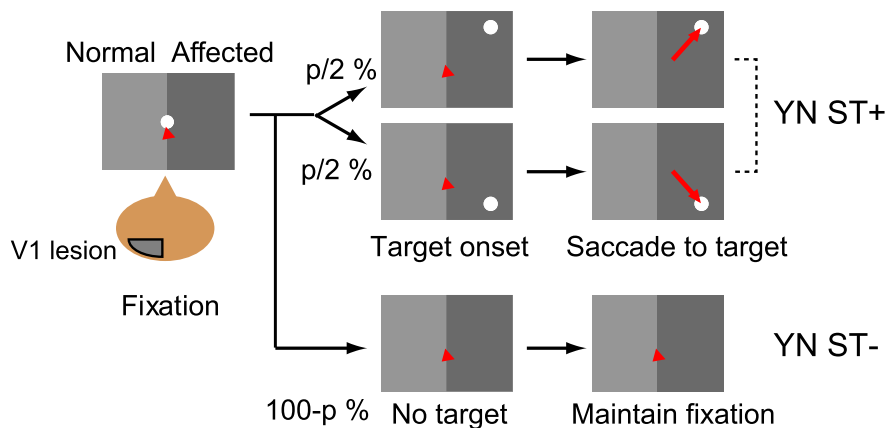 Normal Affected
p/2 %
p/2 %
YN ST+
V1 lesion
Target onset
Saccade to target
Fixation
YN ST-
100-p %
No target
Maintain fixation